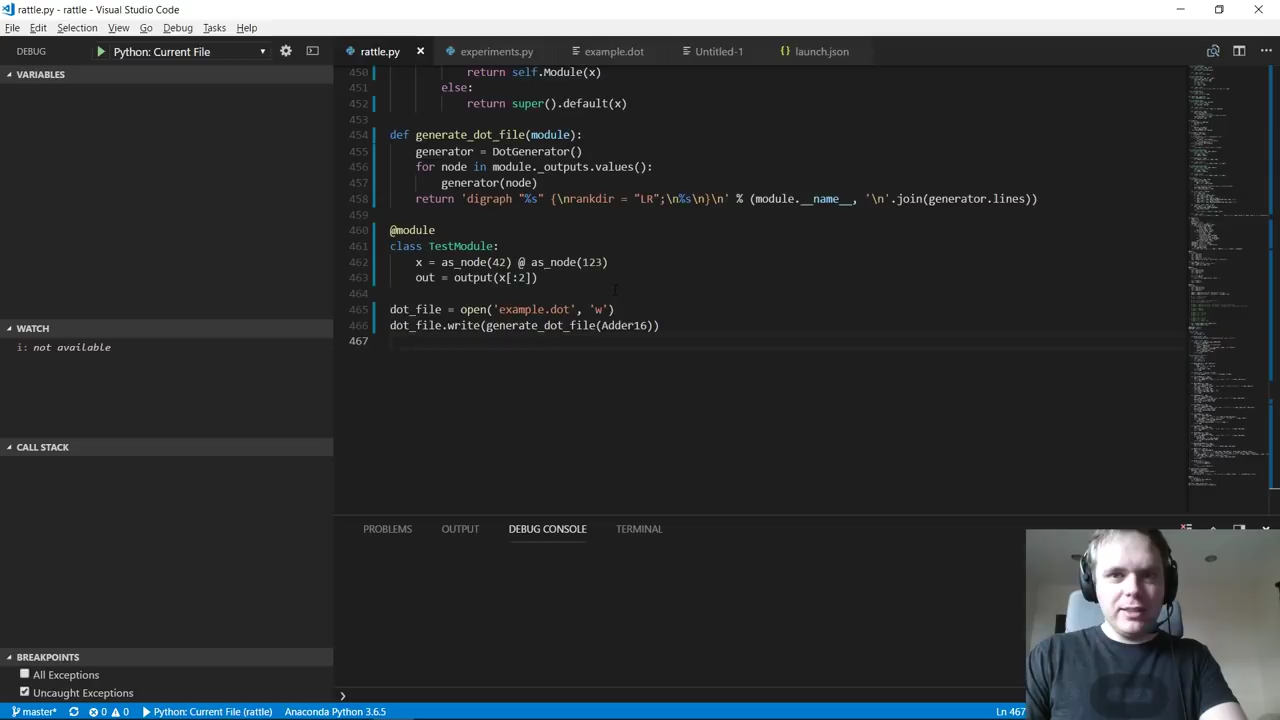 rattle.py - Visual Studio Code
File Edit Selection View Go Debug Tasks Help
DEBUG Python: Current File rattle.py experiments.py example.dot Untitled-1 {} launch.json
VARIABLES
450 return self.Module(x)
451 else:
452 return super().default(x)
453
454 def generate_dot_file(module):
455 generator = DotGenerator()
456 for node in module._outputs.values():
457 generator(node)
458 return 'digraph "%s" {\nrankdir = "LR";\n%s\n}\n' % (module.__name__, '\n'.join(generator.lines))
459
460 @module
461 class TestModule:
462 x = as_node(42) @ as_node(123)
463 out = output(x[:2])
464
465 dot_file = open('example.dot', 'w')
466 dot_file.write(generate_dot_file(Adder16))
467
WATCH
i: not available
CALL STACK
PROBLEMS OUTPUT DEBUG CONSOLE TERMINAL
BREAKPOINTS
All Exceptions
Uncaught Exceptions
master* 0 0 Python: Current File (rattle) Anaconda Python 3.6.5 Ln 467